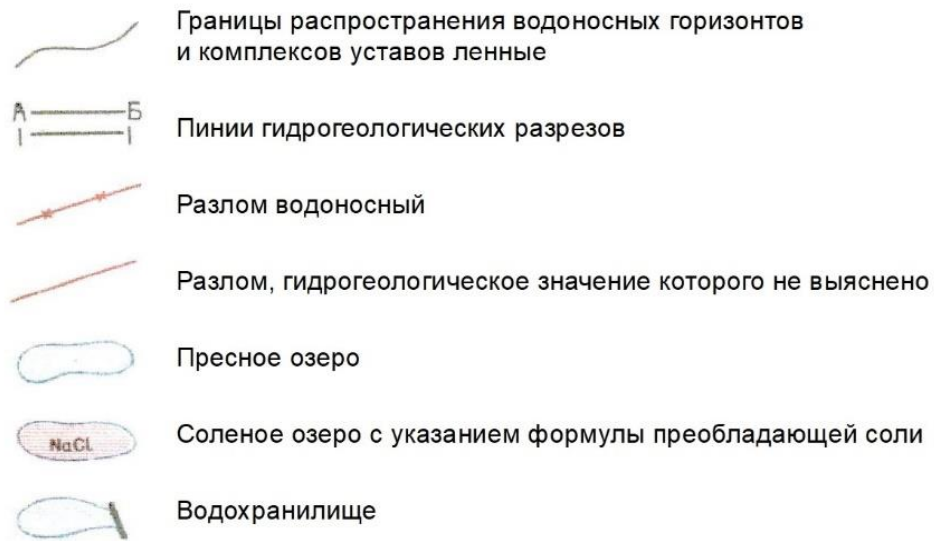 Границы распространения водоносных горизонтов
и комплексов уставов ленные
А Б
I I
Пинии гидрогеологических разрезов
Разлом водоносный
Разлом, гидрогеологическое значение которого не выяснено
Пресное озеро
NaCl
Соленое озеро с указанием формулы преобладающей соли
Водохранилище